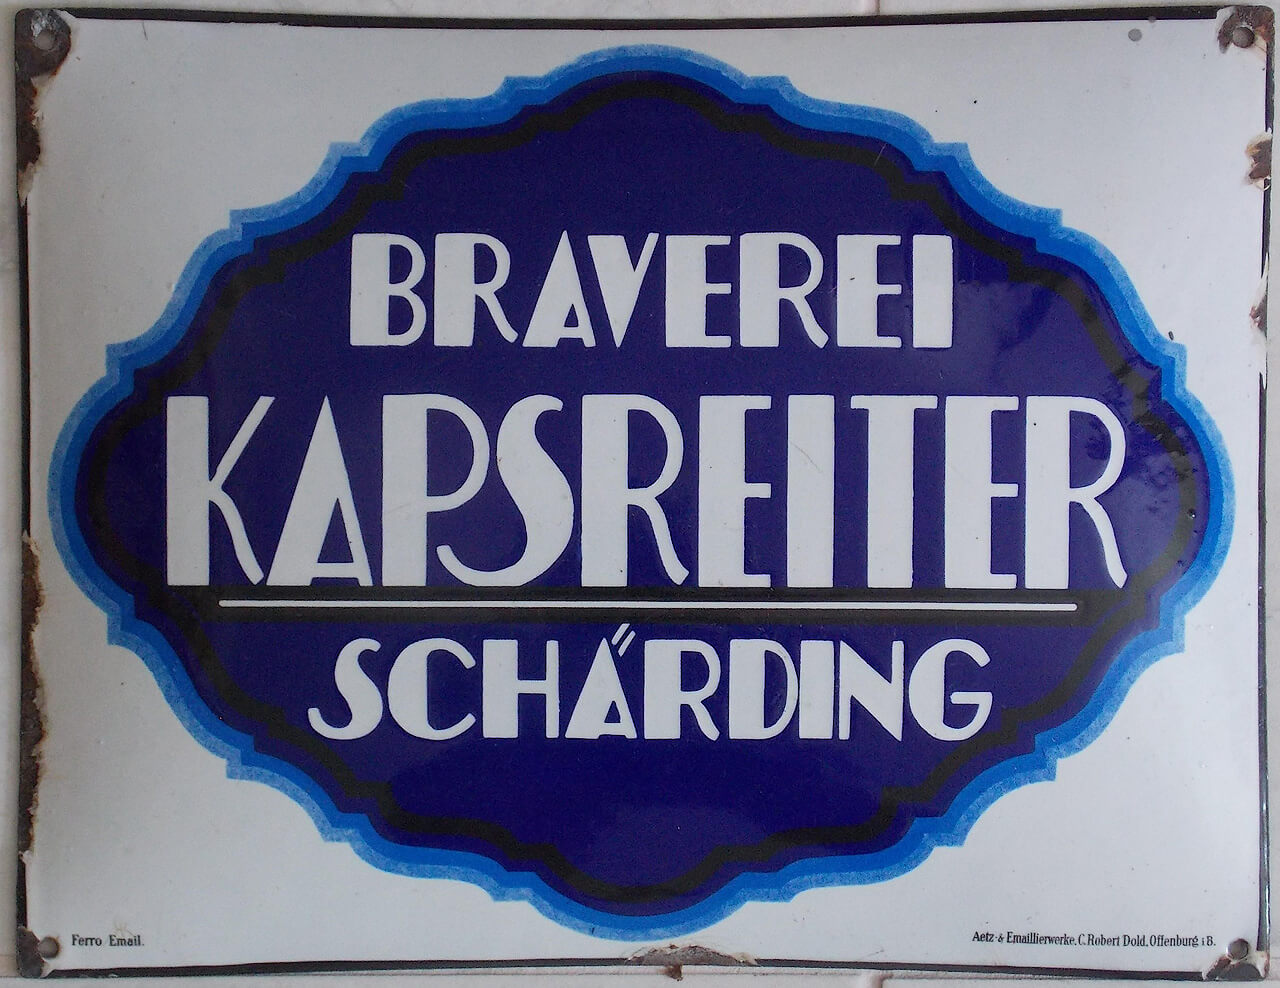 BRAVEREI
KAPSREITER
SCHÄRDING
Ferro Email.
Aetz- & Emaillierwerke, C. Robert Dold, Offenburg i B.